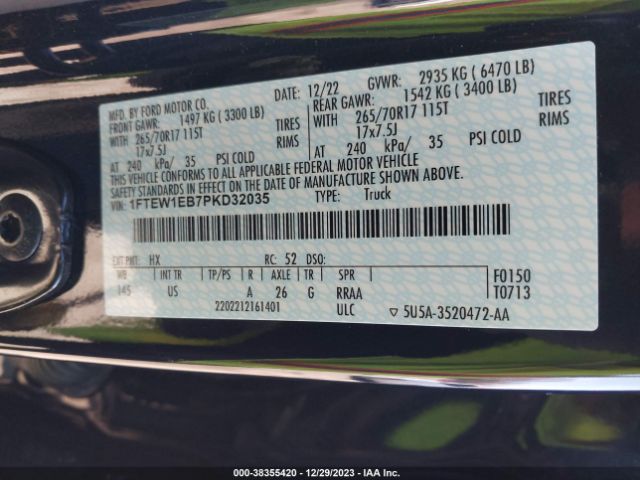 MFD. BY FORD MOTOR CO. 12/22 GVWR: 2935 KG ( 6470 LB)
FRONT GAWR: 1497 KG ( 3300 LB) REAR GAWR: 1542 KG ( 3400 LB)
WITH 265/70R17 115T TIRES WITH 265/70R17 115T TIRES
17x7.5J RIMS 17x7.5J RIMS
AT 240 kPa/ 35 PSI COLD AT 240 kPa/ 35 PSI COLD
THIS VEHICLE CONFORMS TO ALL APPLICABLE FEDERAL MOTOR VEHICLE
SAFETY STANDARDS IN EFFECT ON THE DATE OF MANUFACTURE SHOWN ABOVE.
VIN: 1FTEW1EB7PKD32035 TYPE: Truck
EXT PNT: HX RC: 52 DSO:
WB INT TR TP/PS R AXLE TR SPR F0150
145 US A 26 G RRAA T0713
2202212161401 ULC 5U5A-3520472-AA
000-38355420 - 12/29/2023 - IAA Inc.